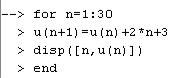 --> for n=1:30
> u(n+1)=u(n)+2*n+3
> disp([n,u(n)])
> end